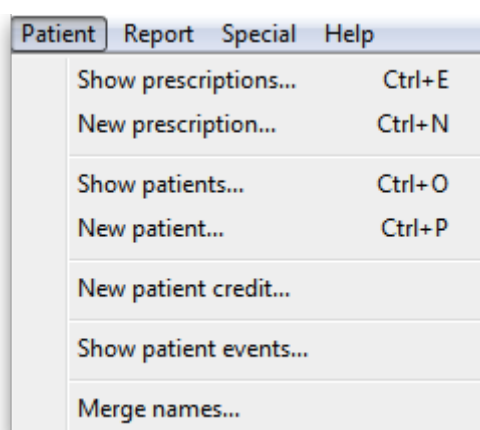 Patient Report Special Help
Show prescriptions... Ctrl+E
New prescription... Ctrl+N
Show patients... Ctrl+O
New patient... Ctrl+P
New patient credit...
Show patient events...
Merge names...